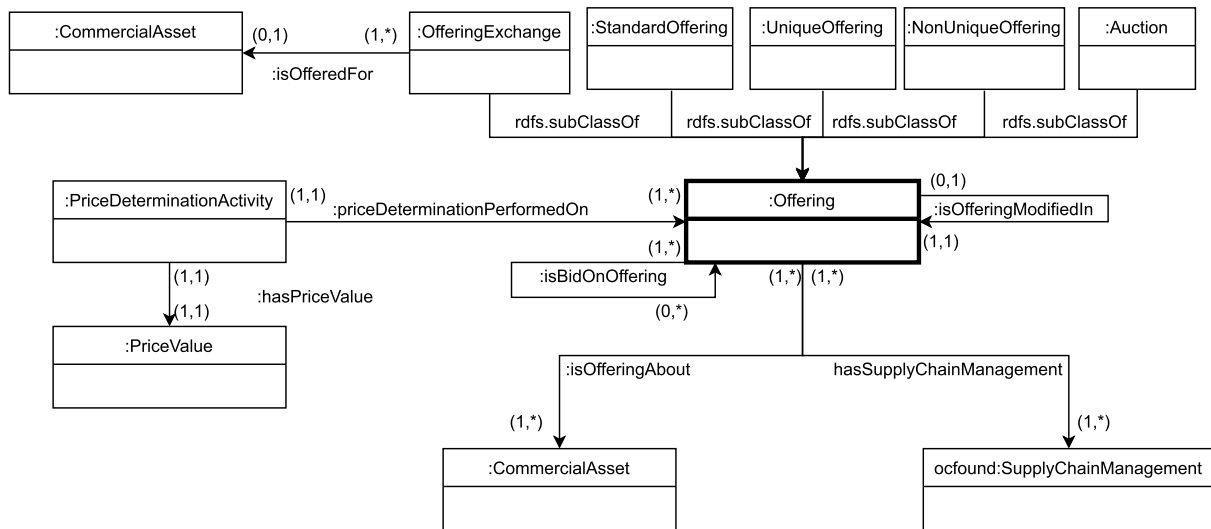 :CommercialAsset
(0,1)
(1,*)
:OfferingExchange
:isOfferedFor
:StandardOffering
:UniqueOffering
:NonUniqueOffering
:Auction
rdfs.subClassOf
rdfs.subClassOf
rdfs.subClassOf
rdfs.subClassOf
:PriceDeterminationActivity
(1,1)
:priceDeterminationPerformedOn
(1,*)
:Offering
(0,1)
:isOfferingModifiedIn
(1,1)
(1,*)
:isBidOnOffering
(0,*)
(1,*)
(1,*)
(1,1)
:hasPriceValue
(1,1)
:PriceValue
:isOfferingAbout
hasSupplyChainManagement
(1,*)
(1,*)
:CommercialAsset
ocfound:SupplyChainManagement